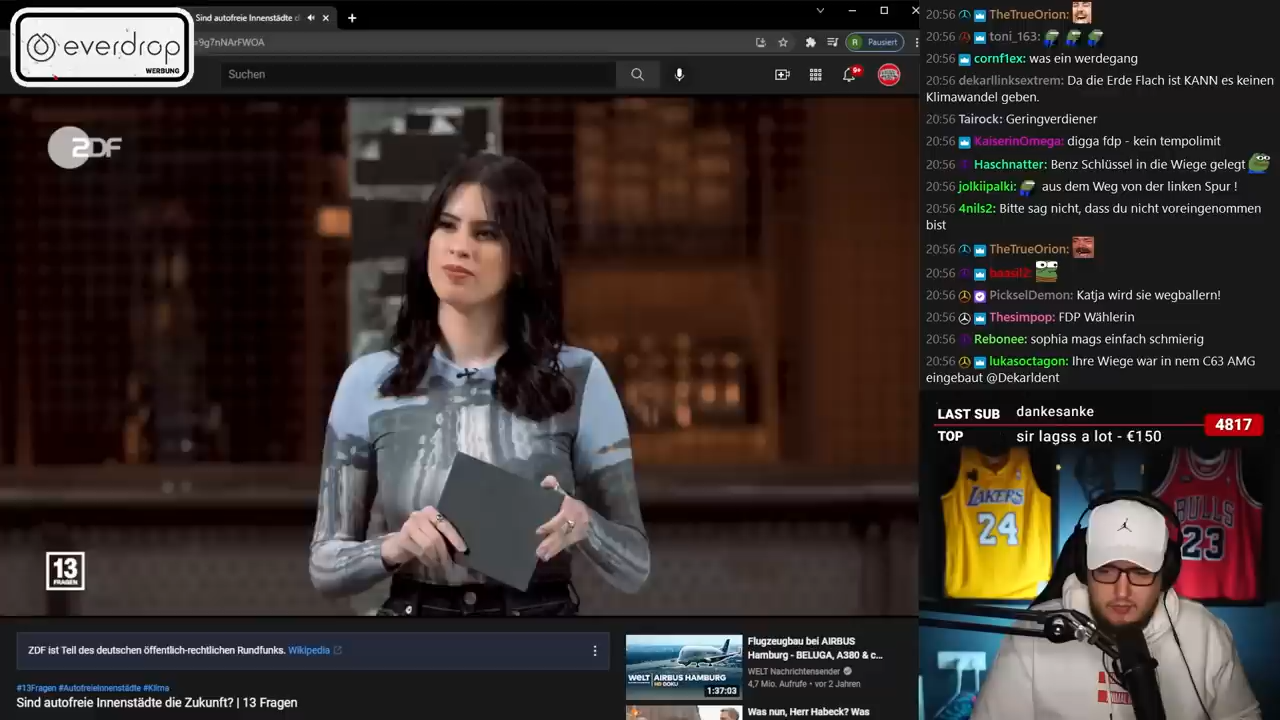 everdrop
WERBUNG
Sind autofreie Innenstädte d
=9g7nNArFWOA
R Pausiert
Suchen
9+
ZDF
13
FRAGEN
ZDF ist Teil des deutschen öffentlich-rechtlichen Rundfunks. Wikipedia
#13Fragen #AutofreieInnenstädte #Klima
Sind autofreie Innenstädte die Zukunft? | 13 Fragen
WELT AIRBUS HAMBURG
HD DOKU
1:37:03
Flugzeugbau bei AIRBUS
Hamburg - BELUGA, A380 & c...
WELT Nachrichtensender
4,7 Mio. Aufrufe • vor 2 Jahren
Was nun, Herr Habeck? Was
20:56 TheTrueOrion:
20:56 toni_163:
20:56 cornf1ex: was ein werdegang
20:56 dekarllinksextrem: Da die Erde Flach ist KANN es keinen
Klimawandel geben.
20:56 Tairock: Geringverdiener
20:56 KaiserinOmega: digga fdp - kein tempolimit
20:56 Haschnatter: Benz Schlüssel in die Wiege gelegt
20:56 jolkiipalki: aus dem Weg von der linken Spur !
20:56 4nils2: Bitte sag nicht, dass du nicht voreingenommen
bist
20:56 TheTrueOrion:
20:56 baasil2:
20:56 PickselDemon: Katja wird sie wegballern!
20:56 Thesimpop: FDP Wählerin
20:56 Rebonee: sophia mags einfach schmierig
20:56 lukasoctagon: Ihre Wiege war in nem C63 AMG
eingebaut @Dekarldent
LAST SUB dankesanke
4817
TOP sir lagss a lot - €150
LAKERS
24
BULLS
23